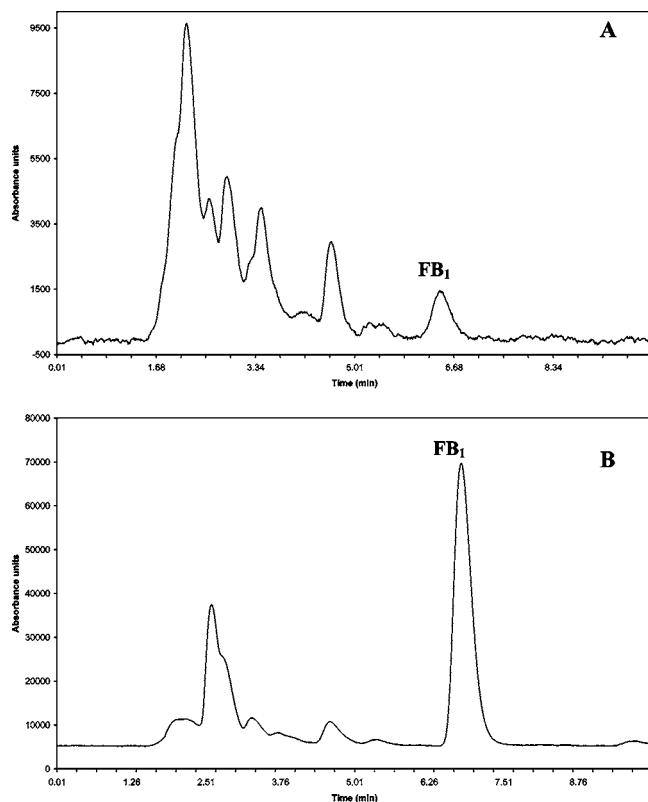 A
9500
7500
5500
3500
1500
-500
Absorbance units
FB1
0.01 1.68 3.34 5.01 6.68 8.34
Time (min)
80000
70000
60000
50000
40000
30000
20000
10000
0
Absorbance units
FB1
B
0.01 1.26 2.51 3.76 5.01 6.26 7.51 8.76
Time (min)